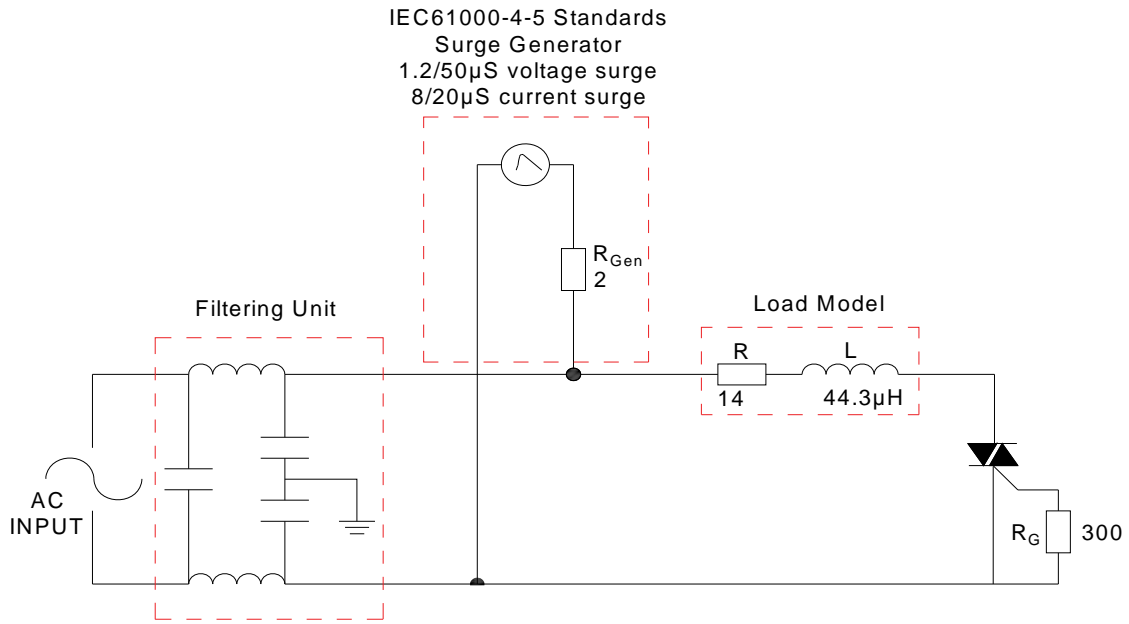 IEC61000-4-5 Standards
Surge Generator
1.2/50µS voltage surge
8/20µS current surge
RGen
2
Filtering Unit
Load Model
R
L
14
44.3µH
AC
INPUT
RG
300